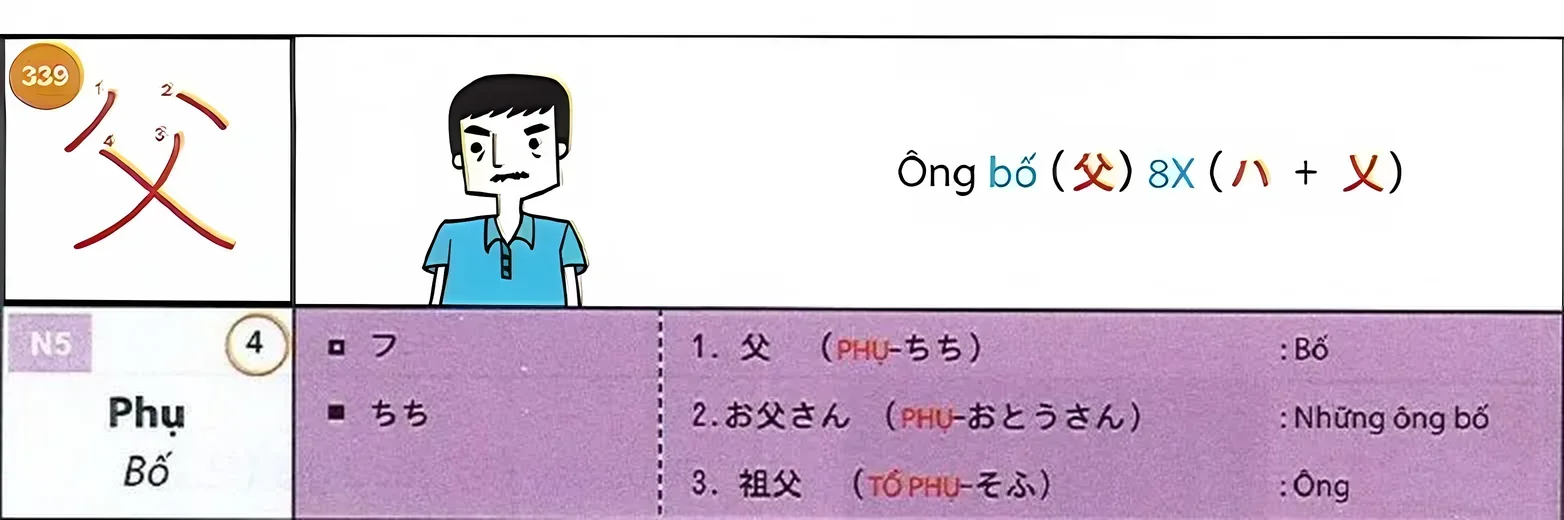 339
1 2 3 4
父
Ông bố (父) 8X (ハ + 乂)
N5 4
Phụ
Bố
フ
ちち
1. 父 (PHỤ-ちち) : Bố
2.お父さん (PHỤ-おとうさん) : Những ông bố
3. 祖父 (TỔ PHỤ-そふ) : Ông